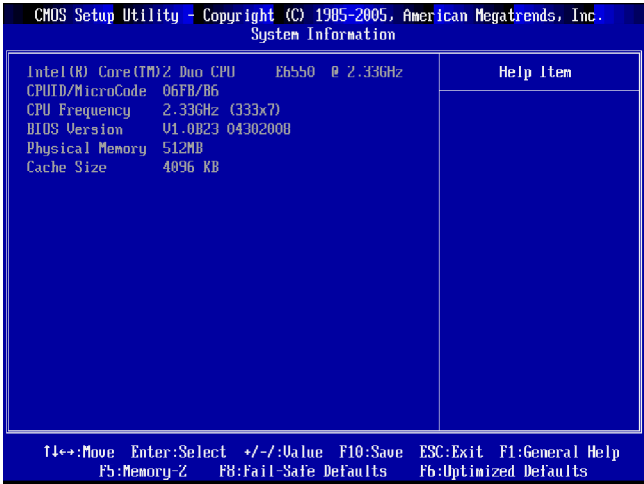 CMOS Setup Utility - Copyright (C) 1985-2005, American Megatrends, Inc.
System Information
Intel(R) Core(TM)2 Duo CPU E6550 @ 2.33GHz
CPUID/MicroCode 06FB/B6
CPU Frequency 2.33GHz (333x7)
BIOS Version V1.0B23 04302008
Physical Memory 512MB
Cache Size 4096 KB
Help Item
↑↓←→:Move Enter:Select +/-/:Value F10:Save ESC:Exit F1:General Help
F5:Memory-Z F8:Fail-Safe Defaults F6:Optimized Defaults